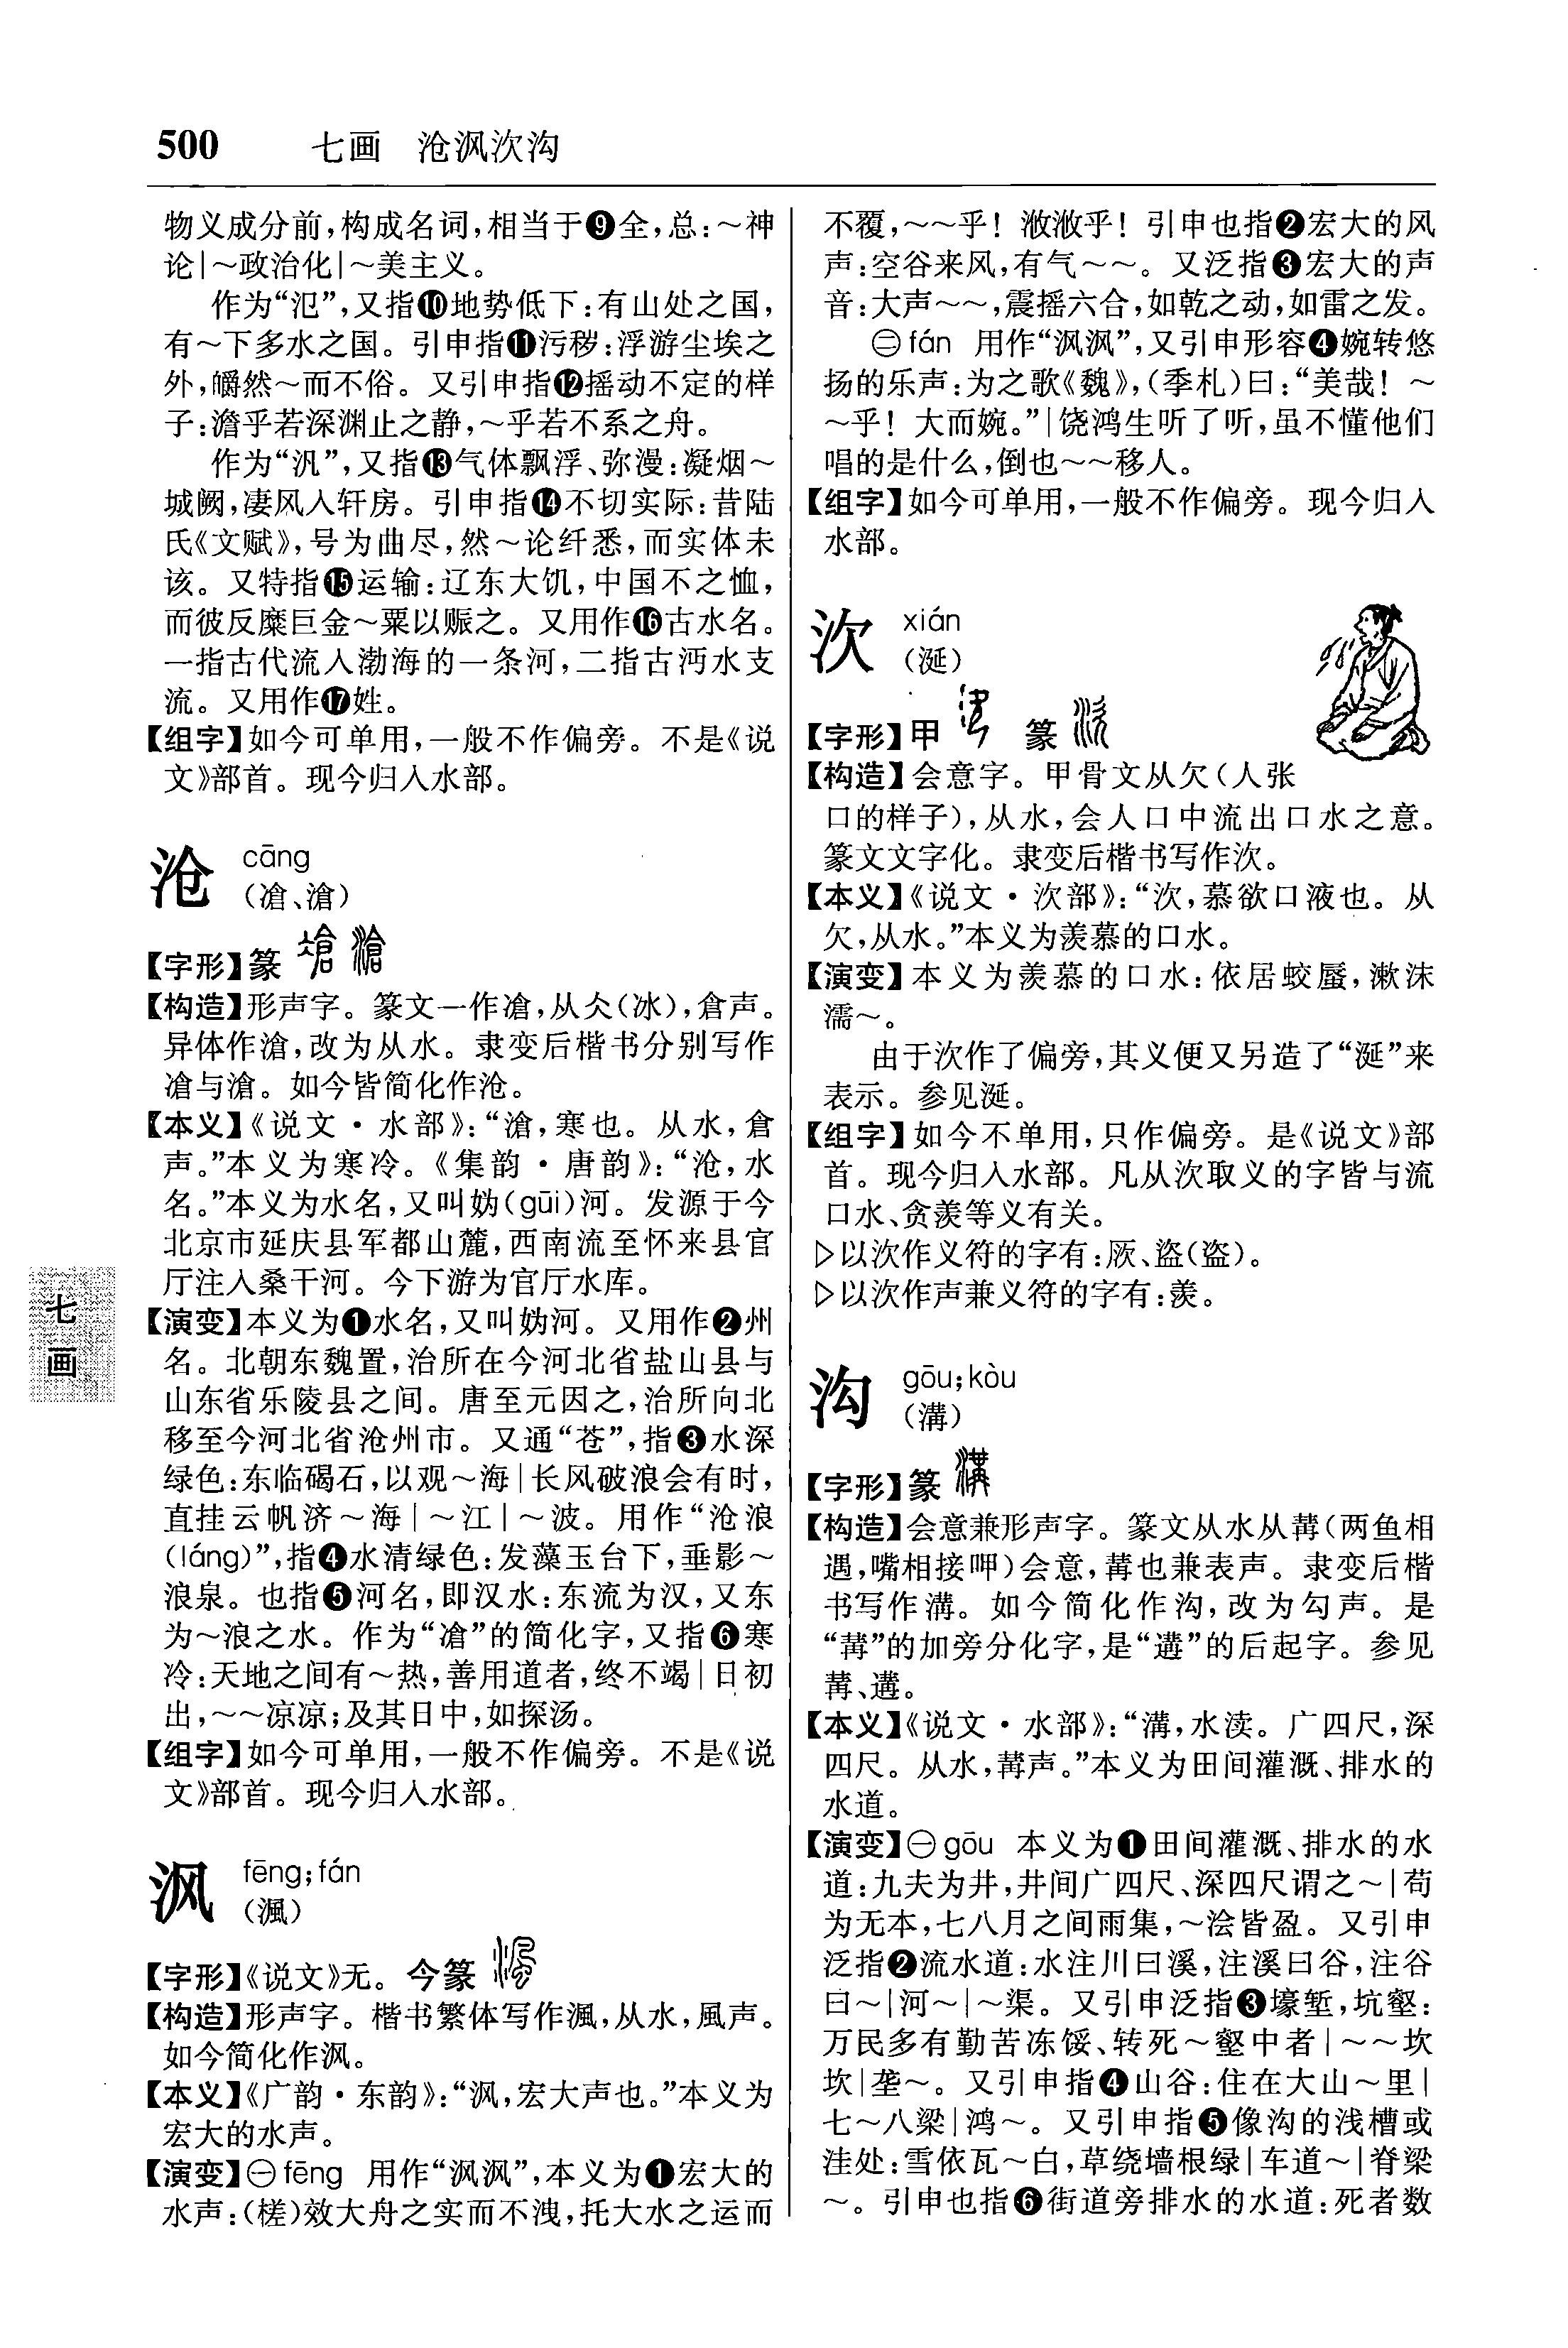 500 七画 沧沨㳄沟
物义成分前，构成名词，相当于❾全，总：～神
论|～政治化|～美主义。
作为“氾”，又指❿地势低下：有山处之国，
有～下多水之国。引申指⓫污秽：浮游尘埃之
外，皭然～而不俗。又引申指⓬摇动不定的样
子：澹乎若深渊止之静，～乎若不系之舟。
作为“汎”，又指⓭气体飘浮、弥漫：凝烟～
城阙，凄风入轩房。引申指⓮不切实际：昔陆
氏《文赋》，号为曲尽，然～论纤悉，而实体未
该。又特指⓯运输：辽东大饥，中国不之恤，
而彼反糜巨金～粟以赈之。又用作⓰古水名。
一指古代流入渤海的一条河，二指古沔水支
流。又用作⓱姓。
【组字】如今可单用，一般不作偏旁。不是《说
文》部首。现今归入水部。
沧 cāng
（凔、滄）
【字形】篆
【构造】形声字。篆文一作凔，从仌（冰），倉声。
异体作滄，改为从水。隶变后楷书分别写作
凔与滄。如今皆简化作沧。
【本义】《说文·水部》：“滄，寒也。从水，倉
声。”本义为寒冷。《集韵·唐韵》：“沧，水
名。”本义为水名，又叫妫(guī)河。发源于今
北京市延庆县军都山麓，西南流至怀来县官
厅注入桑干河。今下游为官厅水库。
【演变】本义为❶水名，又叫妫河。又用作❷州
名。北朝东魏置，治所在今河北省盐山县与
山东省乐陵县之间。唐至元因之，治所向北
移至今河北省沧州市。又通“苍”，指❸水深
绿色：东临碣石，以观～海|长风破浪会有时，
直挂云帆济～海|～江|～波。用作“沧浪
(láng)”，指❹水清绿色：发藻玉台下，垂影～
浪泉。也指❺河名，即汉水：东流为汉，又东
为～浪之水。作为“凔”的简化字，又指❻寒
冷：天地之间有～热，善用道者，终不竭|日初
出，～～凉凉；及其日中，如探汤。
【组字】如今可单用，一般不作偏旁。不是《说
文》部首。现今归入水部。
沨 fēng；fán
（渢）
【字形】《说文》无。今篆
【构造】形声字。楷书繁体写作渢，从水，風声。
如今简化作沨。
【本义】《广韵·东韵》：“沨，宏大声也。”本义为
宏大的水声。
【演变】㊀fēng 用作“沨沨”，本义为❶宏大的
水声：(槎)效大舟之实而不洩，托大水之运而
不覆，～～乎！滺滺乎！引申也指❷宏大的风
声：空谷来风，有气～～。又泛指❸宏大的声
音：大声～～，震摇六合，如乾之动，如雷之发。
㊁fán 用作“沨沨”，又引申形容❹婉转悠
扬的乐声：为之歌《魏》，(季札)曰：“美哉！～
～乎！大而婉。”|饶鸿生听了听，虽不懂他们
唱的是什么，倒也～～移人。
【组字】如今可单用，一般不作偏旁。现今归入
水部。
㳄 xián
（涎）
【字形】甲 篆
【构造】会意字。甲骨文从欠（人张
口的样子），从水，会人口中流出口水之意。
篆文文字化。隶变后楷书写作㳄。
【本义】《说文·㳄部》：“㳄，慕欲口液也。从
欠，从水。”本义为羡慕的口水。
【演变】本义为羡慕的口水：依居蛟蜃，漱沫
濡～。
由于㳄作了偏旁，其义便又另造了“涎”来
表示。参见涎。
【组字】如今不单用，只作偏旁。是《说文》部
首。现今归入水部。凡从㳄取义的字皆与流
口水、贪羡等义有关。
▷以㳄作义符的字有：厌、盗(盜)。
▷以㳄作声兼义符的字有：羡。
沟 gōu；kòu
（溝）
【字形】篆
【构造】会意兼形声字。篆文从水从冓（两鱼相
遇，嘴相接呷）会意，冓也兼表声。隶变后楷
书写作溝。如今简化作沟，改为勾声。是
“冓”的加旁分化字，是“遘”的后起字。参见
冓、遘。
【本义】《说文·水部》：“溝，水渎。广四尺，深
四尺。从水，冓声。”本义为田间灌溉、排水的
水道。
【演变】㊀gōu 本义为❶田间灌溉、排水的水
道：九夫为井，井间广四尺、深四尺谓之～|苟
为无本，七八月之间雨集，～浍皆盈。又引申
泛指❷流水道：水注川曰溪，注溪曰谷，注谷
曰～|河～|～渠。又引申泛指❸壕堑，坑壑：
万民多有勤苦冻馁、转死～壑中者|～～坎
坎|垄～。又引申指❹山谷：住在大山～里|
七～八梁|鸿～。又引申指❺像沟的浅槽或
洼处：雪依瓦～白，草绕墙根绿|车道～|脊梁
～。引申也指❻街道旁排水的水道：死者数
七
画